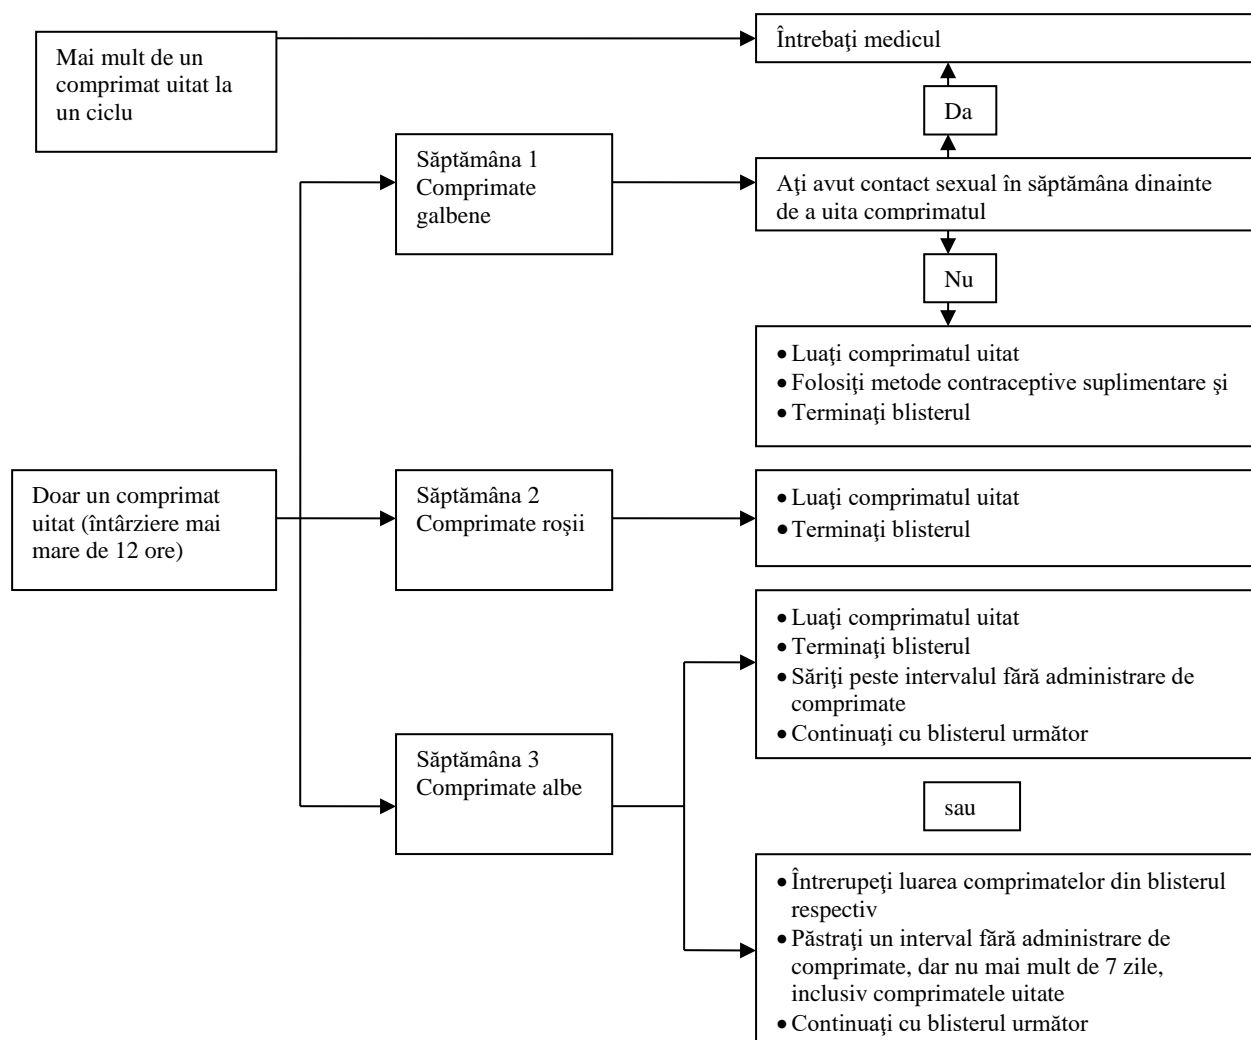 Mai mult de un
comprimat uitat la
un ciclu
Întrebaţi medicul
Da
Săptămâna 1
Comprimate
galbene
Aţi avut contact sexual în săptămâna dinainte
de a uita comprimatul
Nu
• Luaţi comprimatul uitat
• Folosiţi metode contraceptive suplimentare şi
• Terminaţi blisterul
Doar un comprimat
uitat (întârziere mai
mare de 12 ore)
Săptămâna 2
Comprimate roşii
• Luaţi comprimatul uitat
• Terminaţi blisterul
Săptămâna 3
Comprimate albe
• Luaţi comprimatul uitat
• Terminaţi blisterul
• Săriţi peste intervalul fără administrare de
comprimate
• Continuaţi cu blisterul următor
sau
• Întrerupeţi luarea comprimatelor din blisterul
respectiv
• Păstraţi un interval fără administrare de
comprimate, dar nu mai mult de 7 zile,
inclusiv comprimatele uitate
• Continuaţi cu blisterul următor